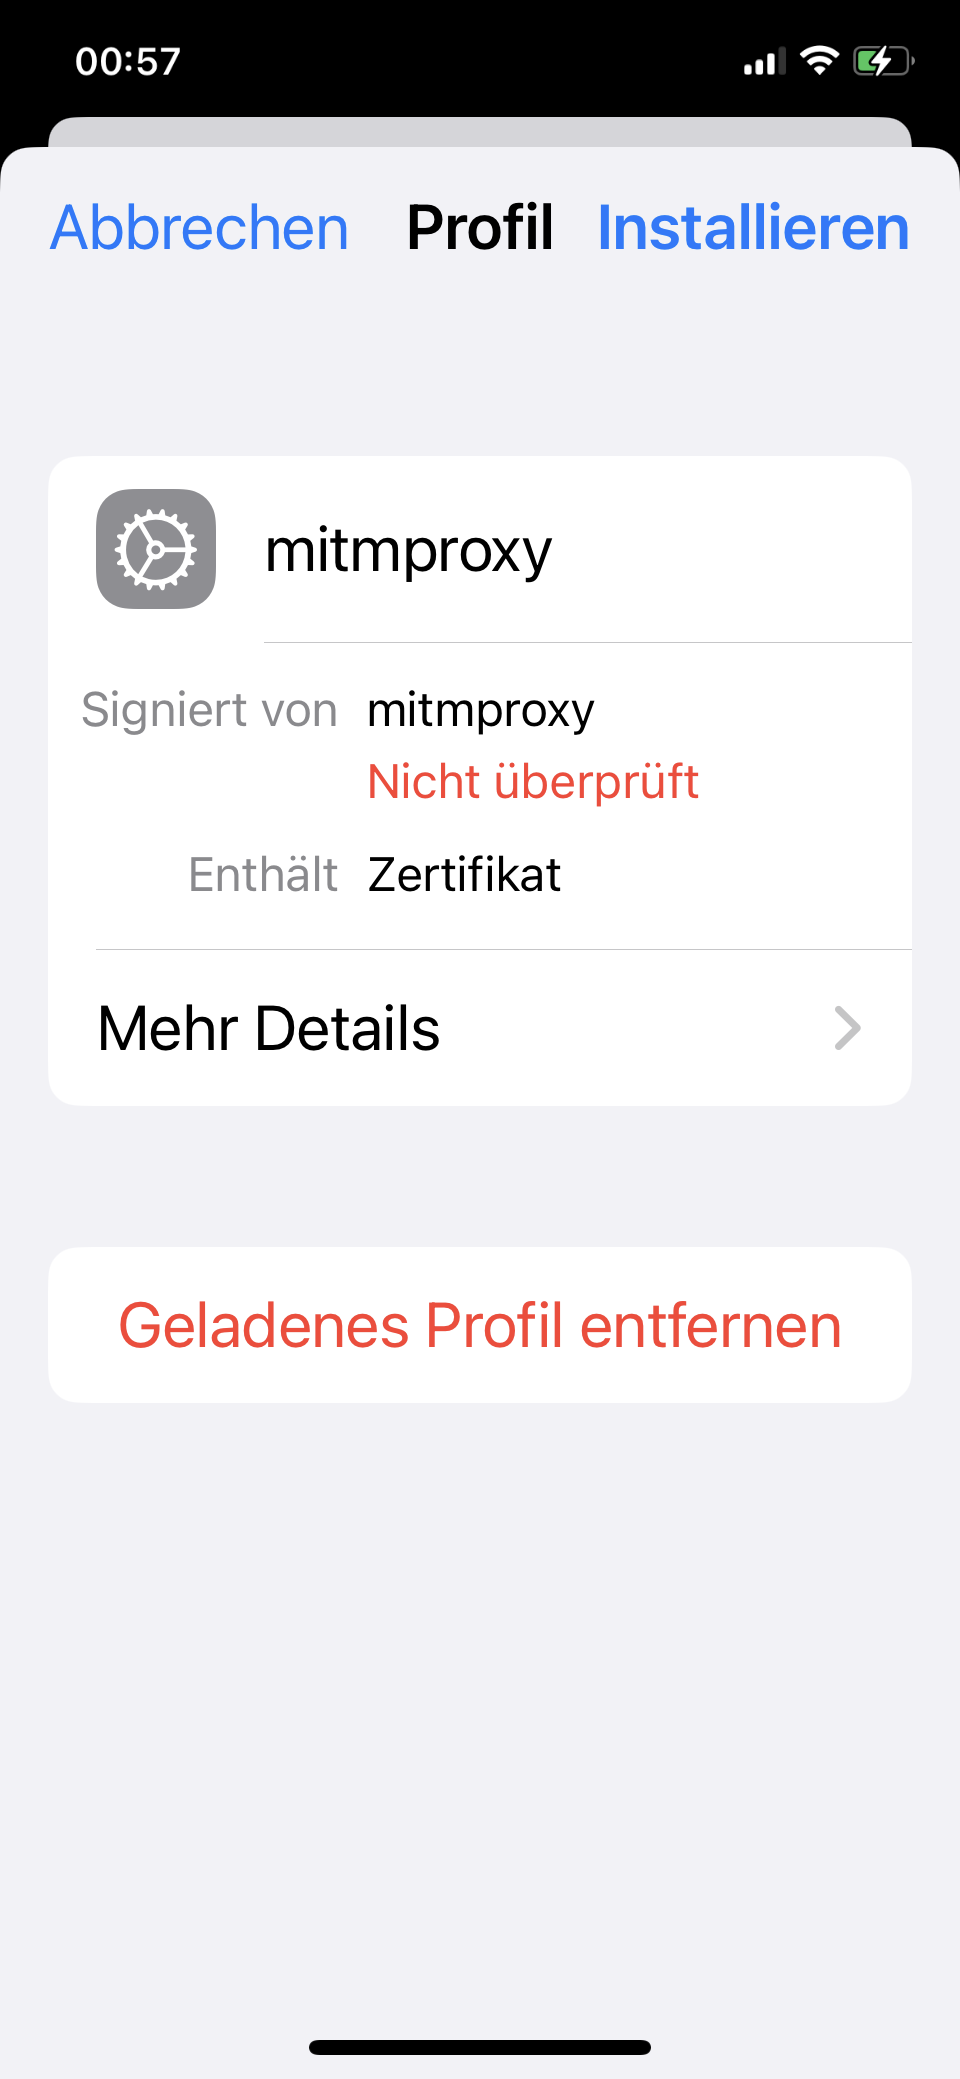 00:57
Abbrechen Profil Installieren
mitmproxy
Signiert von mitmproxy
Nicht überprüft
Enthält Zertifikat
Mehr Details
Geladenes Profil entfernen